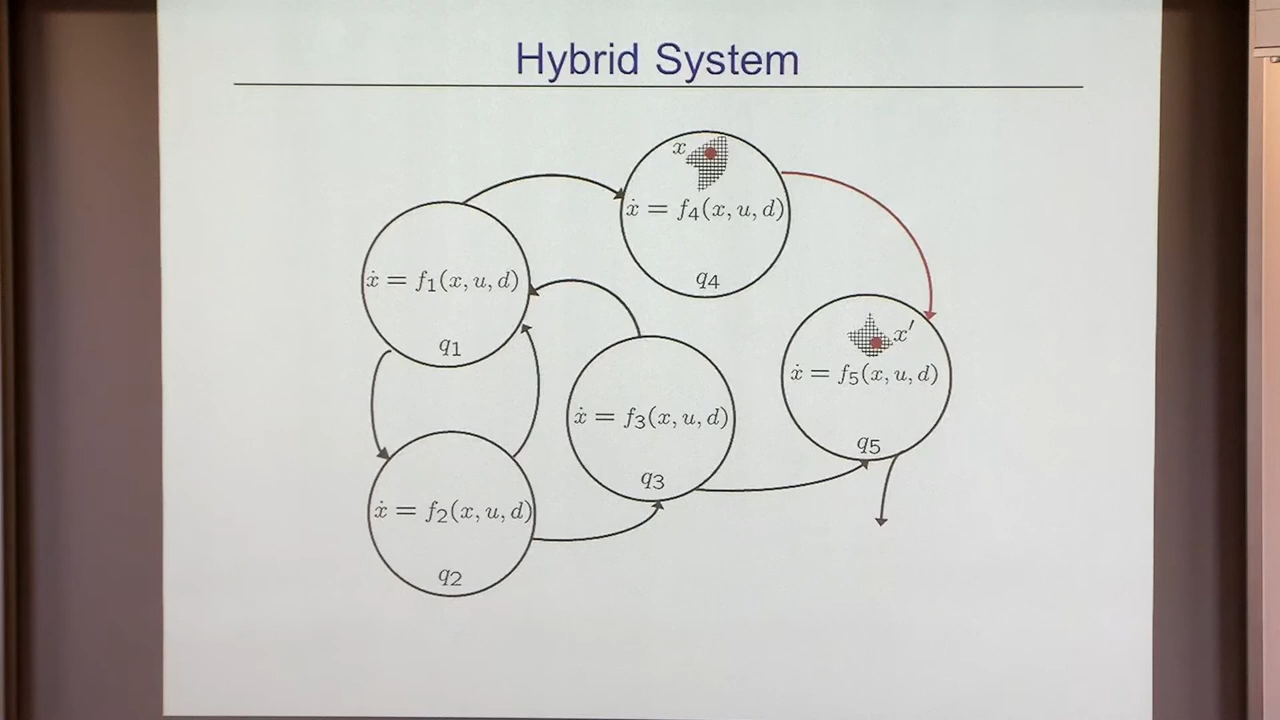 Hybrid System
x
ẋ = f₄(x, u, d)
q₄
ẋ = f₁(x, u, d)
q₁
x′
ẋ = f₅(x, u, d)
q₅
ẋ = f₃(x, u, d)
q₃
ẋ = f₂(x, u, d)
q₂